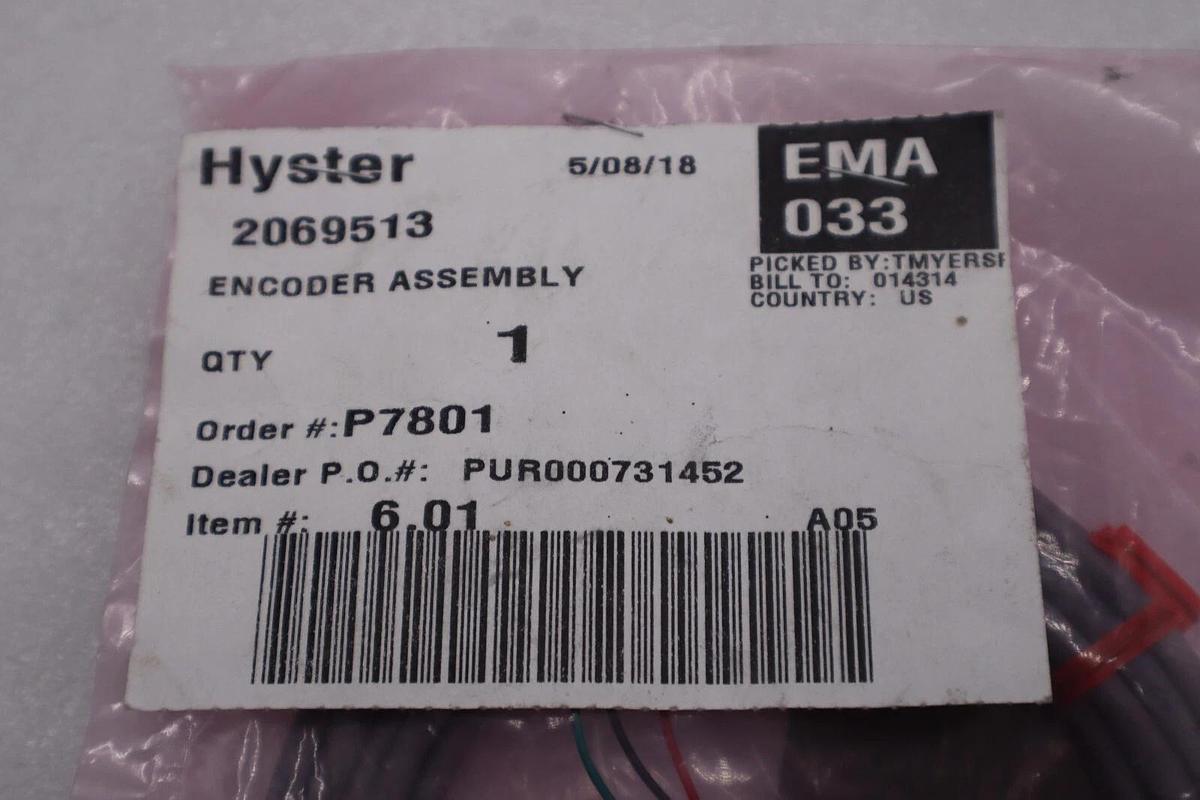 Hyster 5/08/18
EMA
033
2069513
ENCODER ASSEMBLY
PICKED BY:TMYERS
BILL TO: 014314
COUNTRY: US
QTY 1
Order #:P7801
Dealer P.O.#: PUR000731452
Item #: 6.01 A05